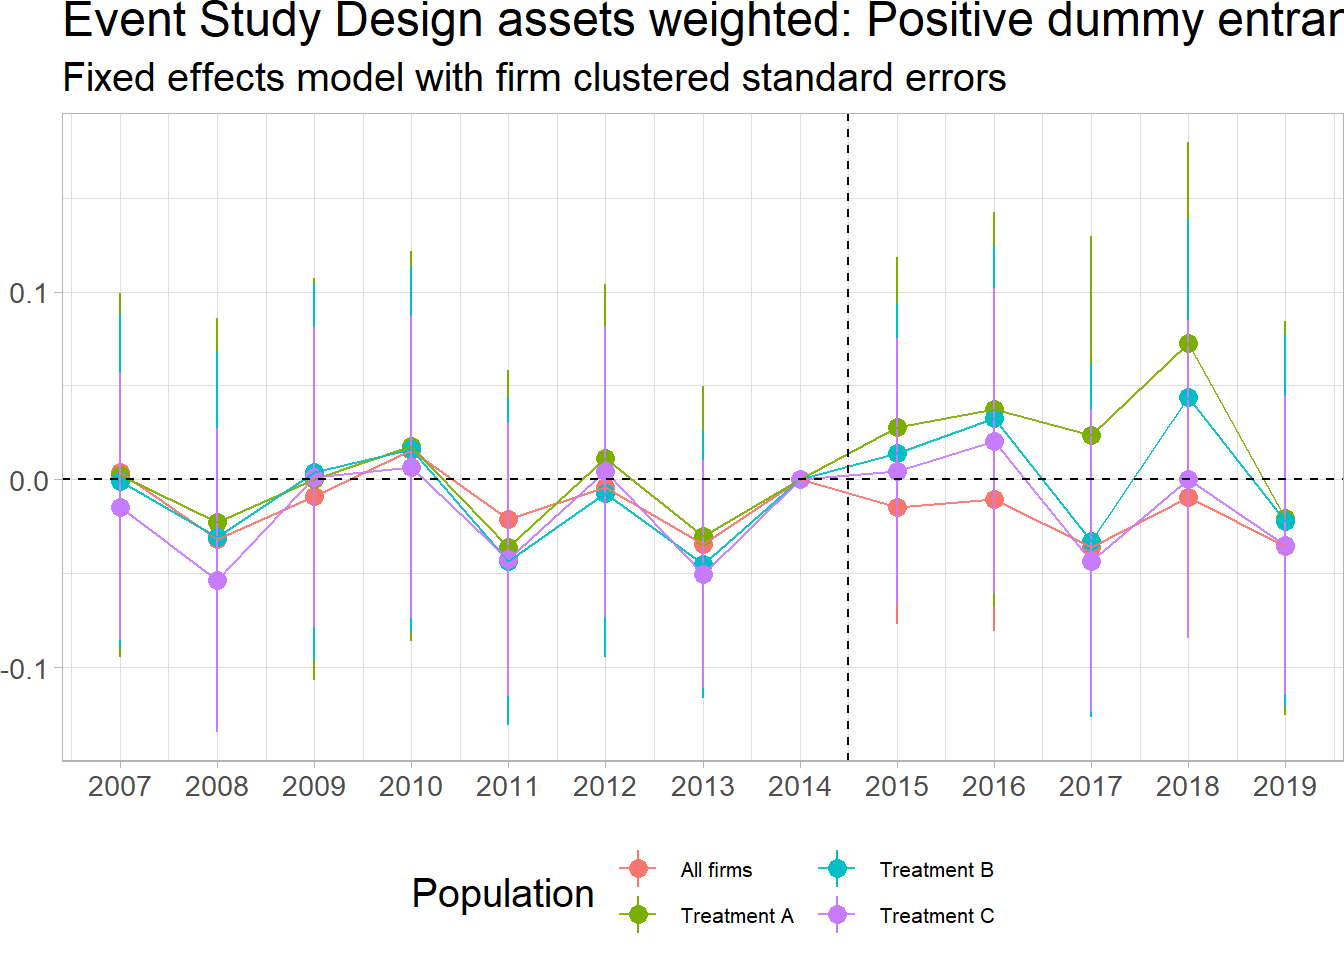 Event Study Design assets weighted: Positive dummy entran
Fixed effects model with firm clustered standard errors
0.1
0.0
-0.1
2007 2008 2009 2010 2011 2012 2013 2014 2015 2016 2017 2018 2019
Population
All firms
Treatment A
Treatment B
Treatment C